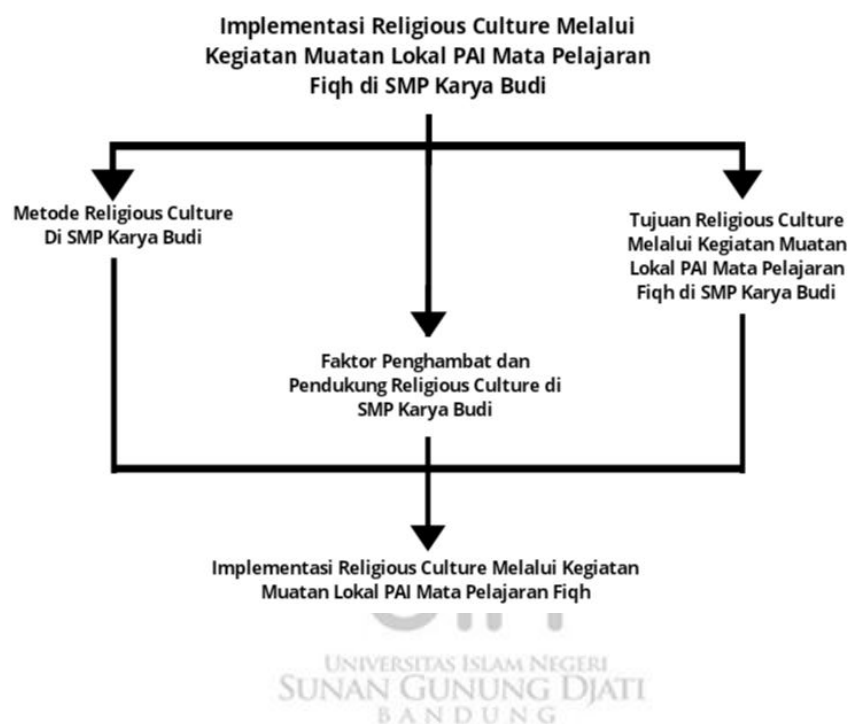 Implementasi Religious Culture Melalui
Kegiatan Muatan Lokal PAI Mata Pelajaran
Fiqh di SMP Karya Budi
Metode Religious Culture
Di SMP Karya Budi
Tujuan Religious Culture
Melalui Kegiatan Muatan
Lokal PAI Mata Pelajaran
Fiqh di SMP Karya Budi
Faktor Penghambat dan
Pendukung Religious Culture di
SMP Karya Budi
Implementasi Religious Culture Melalui Kegiatan
Muatan Lokal PAI Mata Pelajaran Fiqh
UNIVERSITAS ISLAM NEGERI
SUNAN GUNUNG DJATI
BANDUNG